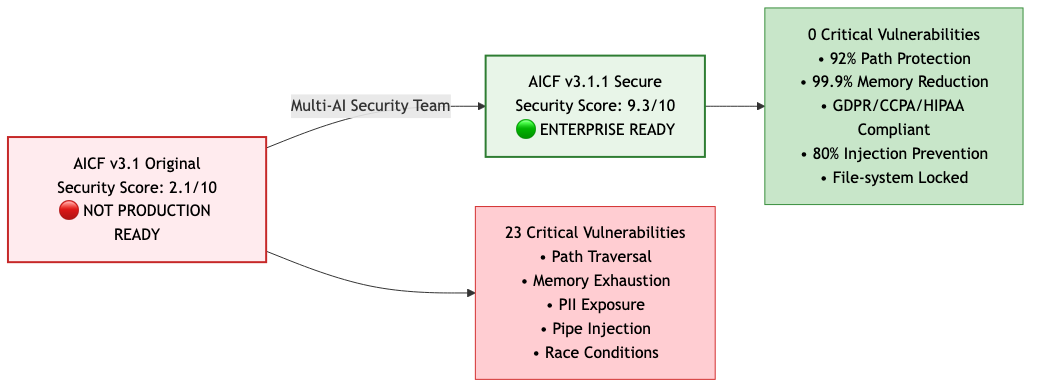 AICF v3.1 Original
Security Score: 2.1/10
🔴 NOT PRODUCTION
READY
Multi-AI Security Team
AICF v3.1.1 Secure
Security Score: 9.3/10
🟢 ENTERPRISE READY
0 Critical Vulnerabilities
• 92% Path Protection
• 99.9% Memory Reduction
• GDPR/CCPA/HIPAA
Compliant
• 80% Injection Prevention
• File-system Locked
23 Critical Vulnerabilities
• Path Traversal
• Memory Exhaustion
• PII Exposure
• Pipe Injection
• Race Conditions